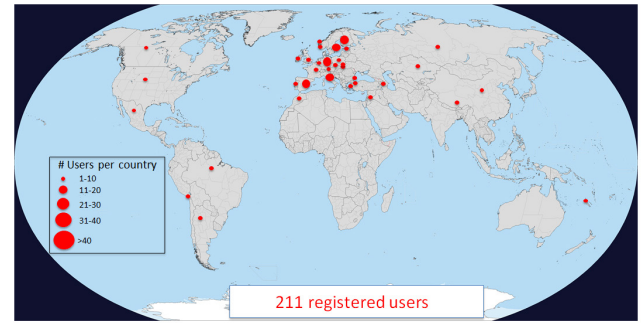 # Users per country
1-10
11-20
21-30
31-40
>40
211 registered users